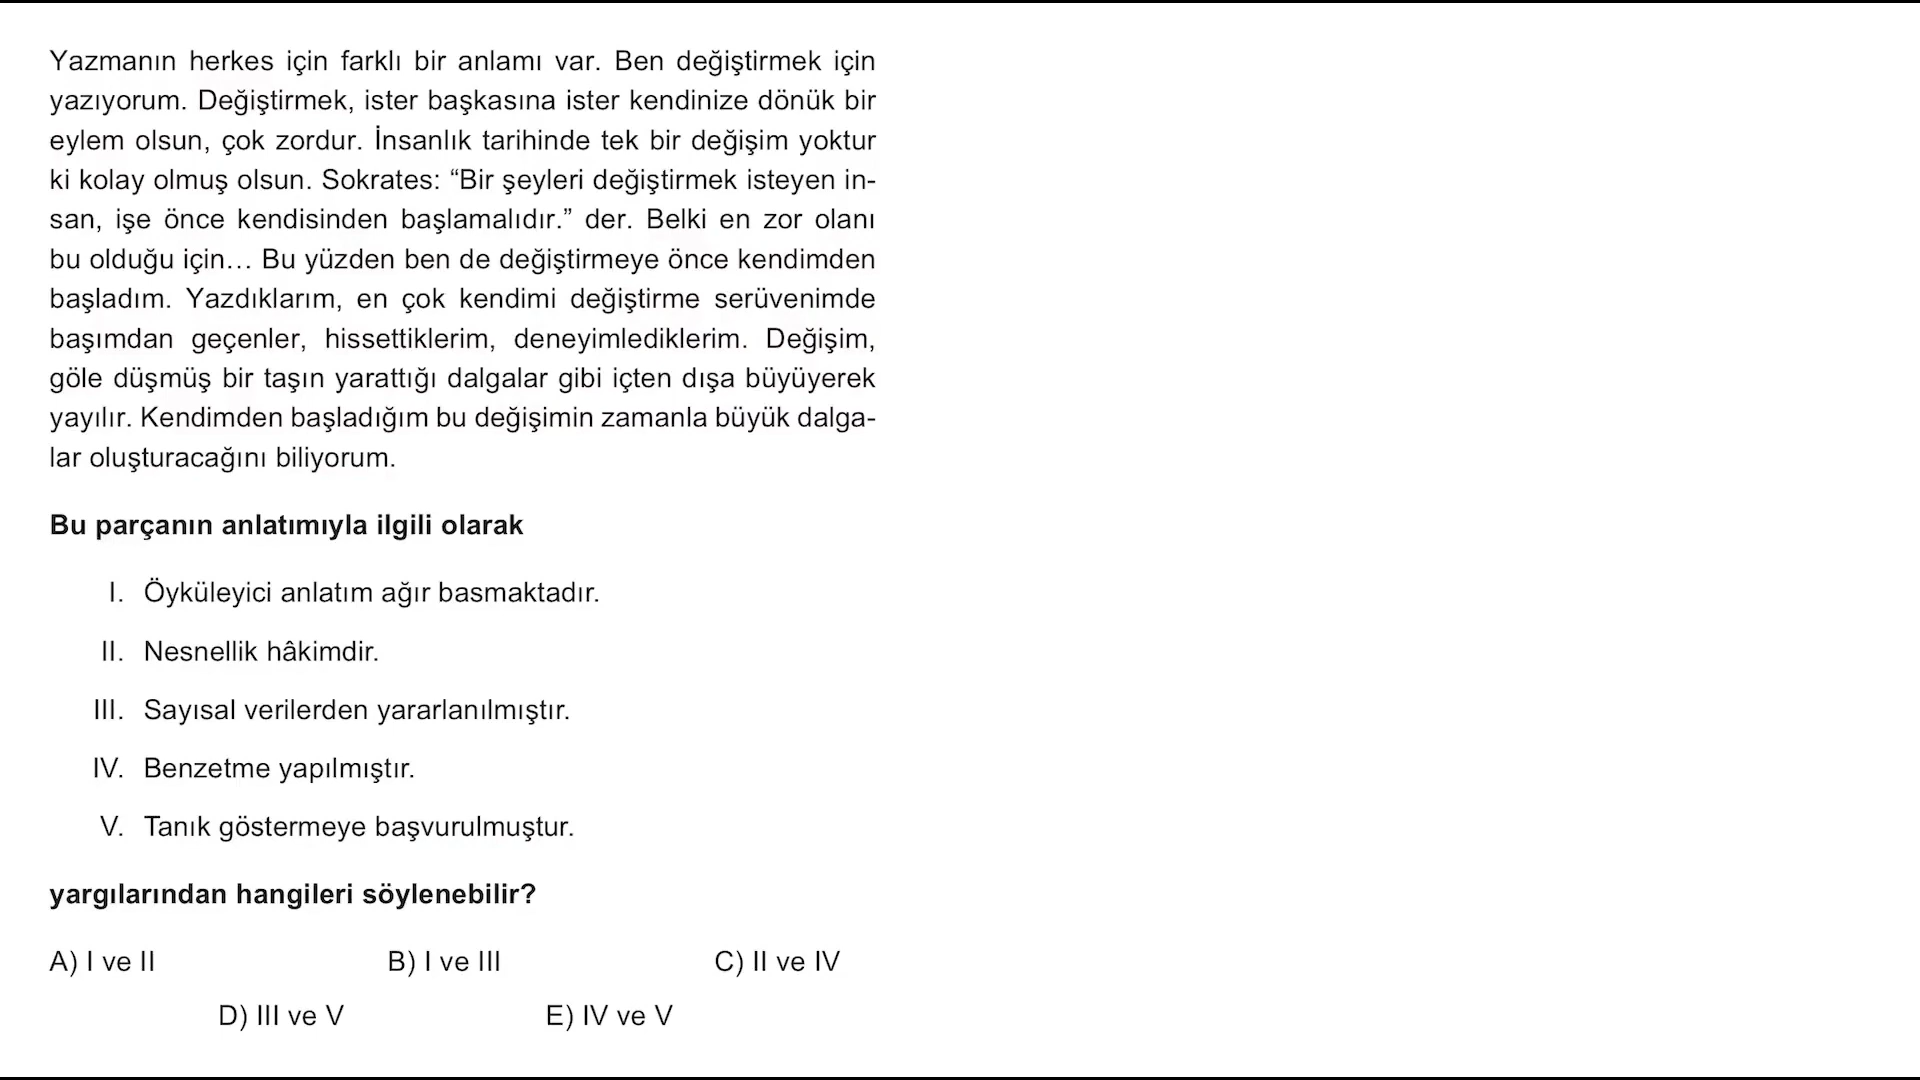 Yazmanın herkes için farklı bir anlamı var. Ben değiştirmek için
yazıyorum. Değiştirmek, ister başkasına ister kendinize dönük bir
eylem olsun, çok zordur. İnsanlık tarihinde tek bir değişim yoktur
ki kolay olmuş olsun. Sokrates: “Bir şeyleri değiştirmek isteyen in-
san, işe önce kendisinden başlamalıdır.” der. Belki en zor olanı
bu olduğu için… Bu yüzden ben de değiştirmeye önce kendimden
başladım. Yazdıklarım, en çok kendimi değiştirme serüvenimde
başımdan geçenler, hissettiklerim, deneyimlediklerim. Değişim,
göle düşmüş bir taşın yarattığı dalgalar gibi içten dışa büyüyerek
yayılır. Kendimden başladığım bu değişimin zamanla büyük dalga-
lar oluşturacağını biliyorum.
Bu parçanın anlatımıyla ilgili olarak
I. Öyküleyici anlatım ağır basmaktadır.
II. Nesnellik hâkimdir.
III. Sayısal verilerden yararlanılmıştır.
IV. Benzetme yapılmıştır.
V. Tanık göstermeye başvurulmuştur.
yargılarından hangileri söylenebilir?
A) I ve II B) I ve III C) II ve IV
D) III ve V E) IV ve V